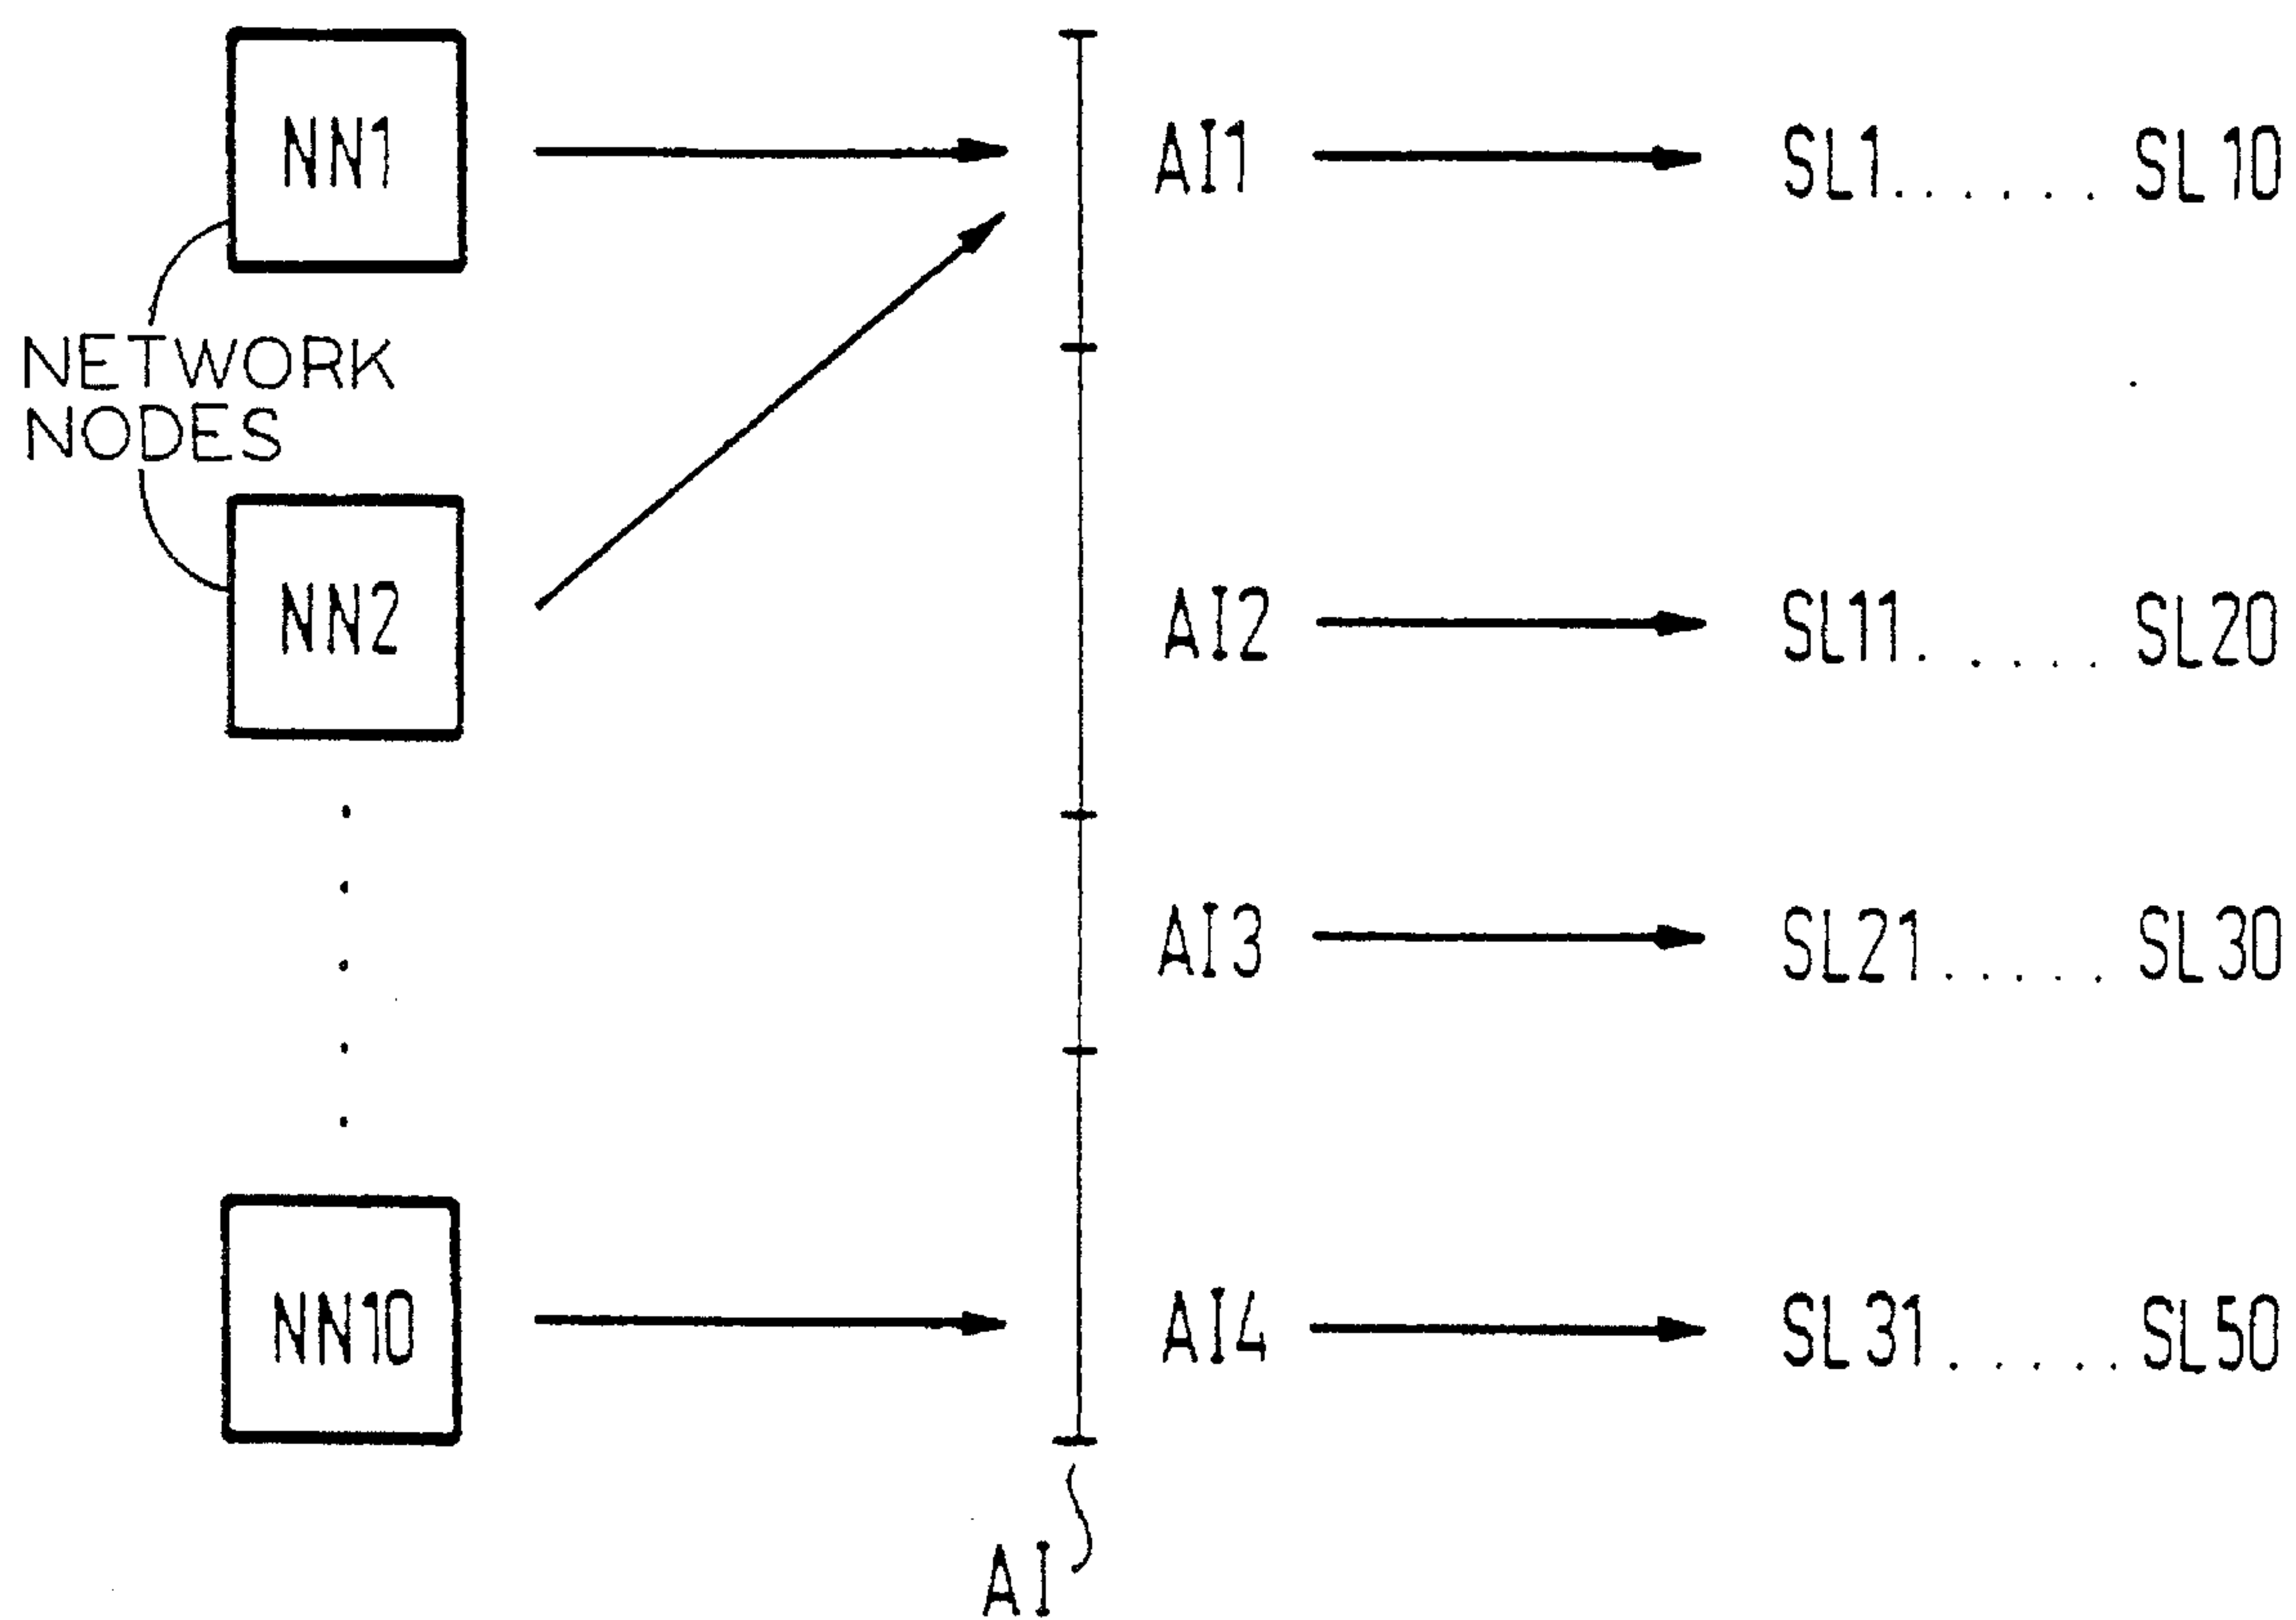 NN1
AI1
SL1...... SL10
NETWORK
NODES
NN2
AI2
SL11..... SL20
AI3
SL21..... SL30
NN10
AI4
SL31..... SL50
AI